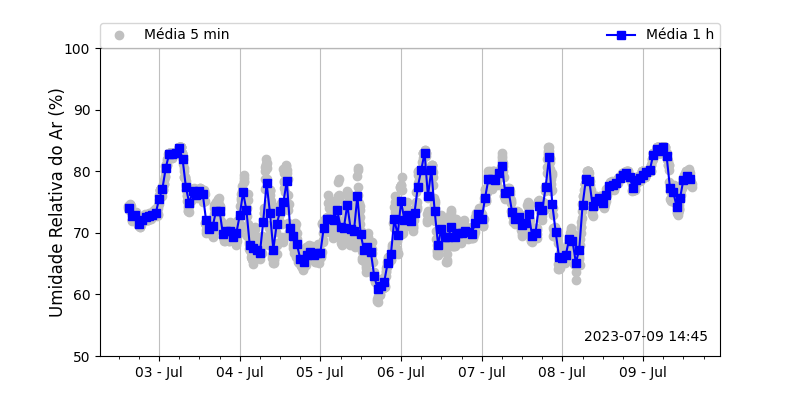 Média 5 min Média 1 h
Umidade Relativa do Ar (%)
100
90
80
70
60
50
2023-07-09 14:45
03 - Jul 04 - Jul 05 - Jul 06 - Jul 07 - Jul 08 - Jul 09 - Jul